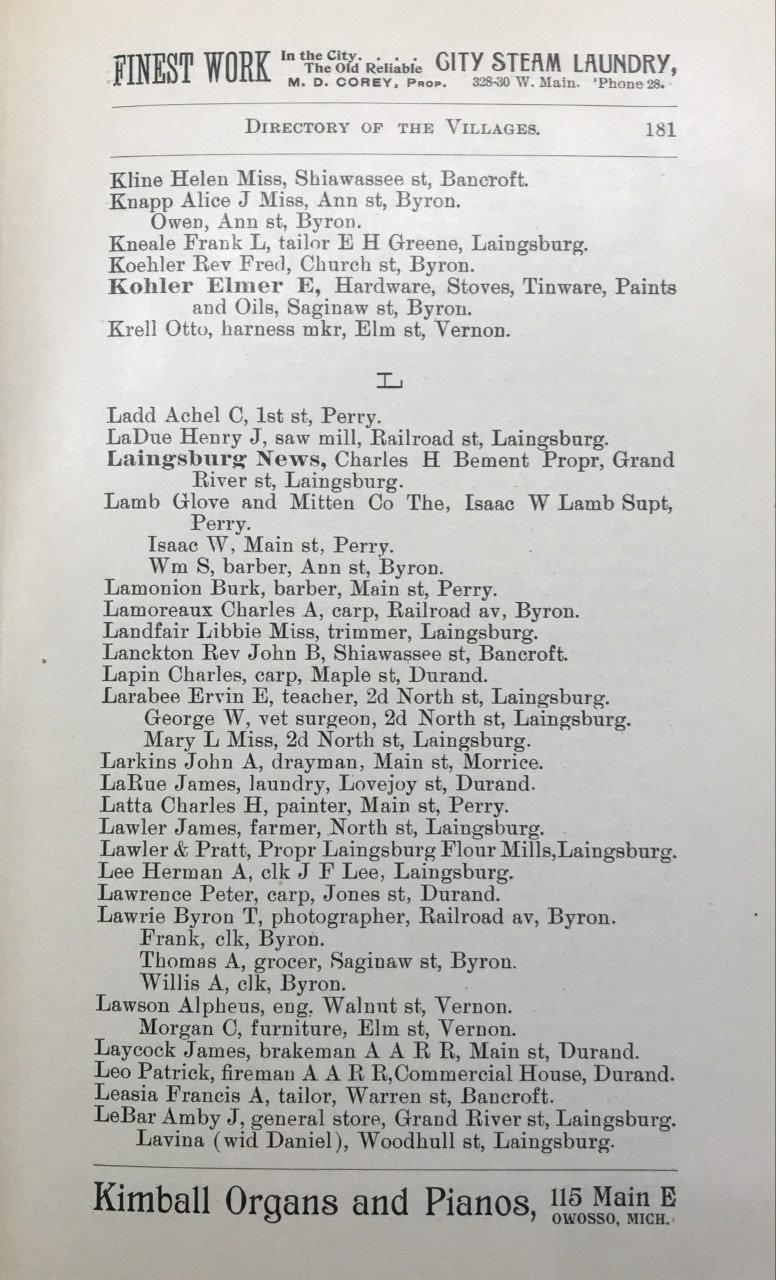 FINEST WORK In the City. . . . . The Old Reliable CITY STEAM LAUNDRY,
M. D. COREY, PROP. 328-30 W. Main. 'Phone 28.
DIRECTORY OF THE VILLAGES. 181
Kline Helen Miss, Shiawassee st, Bancroft.
Knapp Alice J Miss, Ann st, Byron.
Owen, Ann st, Byron.
Kneale Frank L, tailor E H Greene, Laingsburg.
Koehler Rev Fred, Church st, Byron.
Kohler Elmer E, Hardware, Stoves, Tinware, Paints
and Oils, Saginaw st, Byron.
Krell Otto, harness mkr, Elm st, Vernon.
L
Ladd Achel C, 1st st, Perry.
LaDue Henry J, saw mill, Railroad st, Laingsburg.
Laingsburg News, Charles H Bement Propr, Grand
River st, Laingsburg.
Lamb Glove and Mitten Co The, Isaac W Lamb Supt,
Perry.
Isaac W, Main st, Perry.
Wm S, barber, Ann st, Byron.
Lamonion Burk, barber, Main st, Perry.
Lamoreaux Charles A, carp, Railroad av, Byron.
Landfair Libbie Miss, trimmer, Laingsburg.
Lanckton Rev John B, Shiawassee st, Bancroft.
Lapin Charles, carp, Maple st, Durand.
Larabee Ervin E, teacher, 2d North st, Laingsburg.
George W, vet surgeon, 2d North st, Laingsburg.
Mary L Miss, 2d North st, Laingsburg.
Larkins John A, drayman, Main st, Morrice.
LaRue James, laundry, Lovejoy st, Durand.
Latta Charles H, painter, Main st, Perry.
Lawler James, farmer, North st, Laingsburg.
Lawler & Pratt, Propr Laingsburg Flour Mills,Laingsburg.
Lee Herman A, clk J F Lee, Laingsburg.
Lawrence Peter, carp, Jones st, Durand.
Lawrie Byron T, photographer, Railroad av, Byron.
Frank, clk, Byron.
Thomas A, grocer, Saginaw st, Byron.
Willis A, clk, Byron.
Lawson Alpheus, eng. Walnut st, Vernon.
Morgan C, furniture, Elm st, Vernon.
Laycock James, brakeman A A R R, Main st, Durand.
Leo Patrick, fireman A A R R,Commercial House, Durand.
Leasia Francis A, tailor, Warren st, Bancroft.
LeBar Amby J, general store, Grand River st, Laingsburg.
Lavina (wid Daniel), Woodhull st, Laingsburg.
Kimball Organs and Pianos, 115 Main E
OWOSSO, MICH.